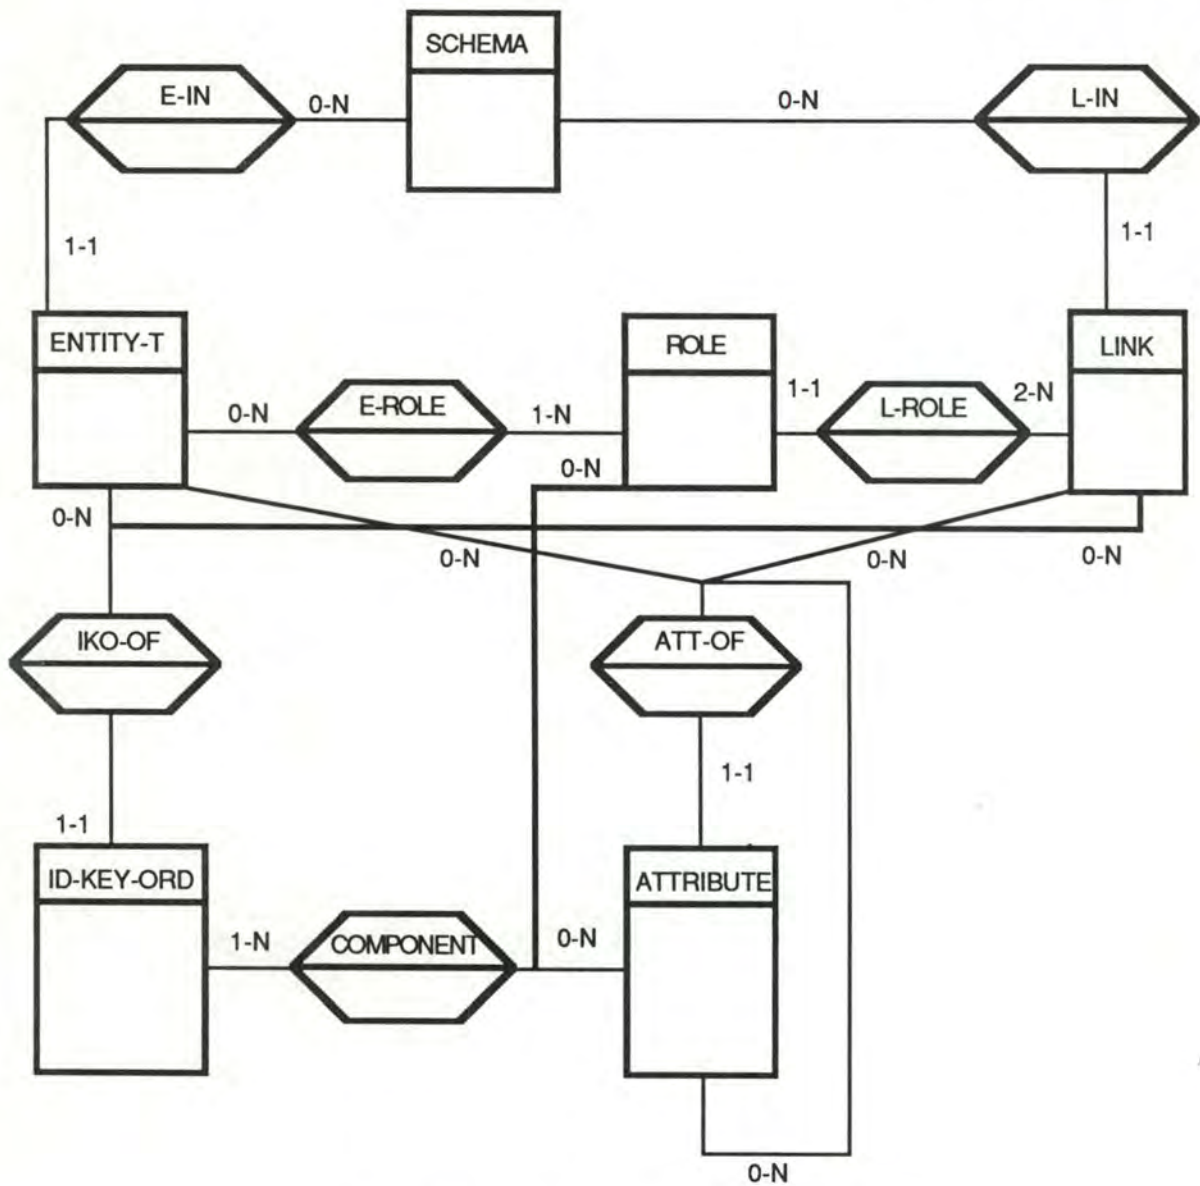 SCHEMA
E-IN
0-N
0-N
L-IN
1-1
1-1
ENTITY-T
ROLE
LINK
0-N
E-ROLE
1-N
1-1
L-ROLE
2-N
0-N
0-N
0-N
0-N
0-N
IKO-OF
ATT-OF
1-1
1-1
ID-KEY-ORD
ATTRIBUTE
1-N
COMPONENT
0-N
0-N